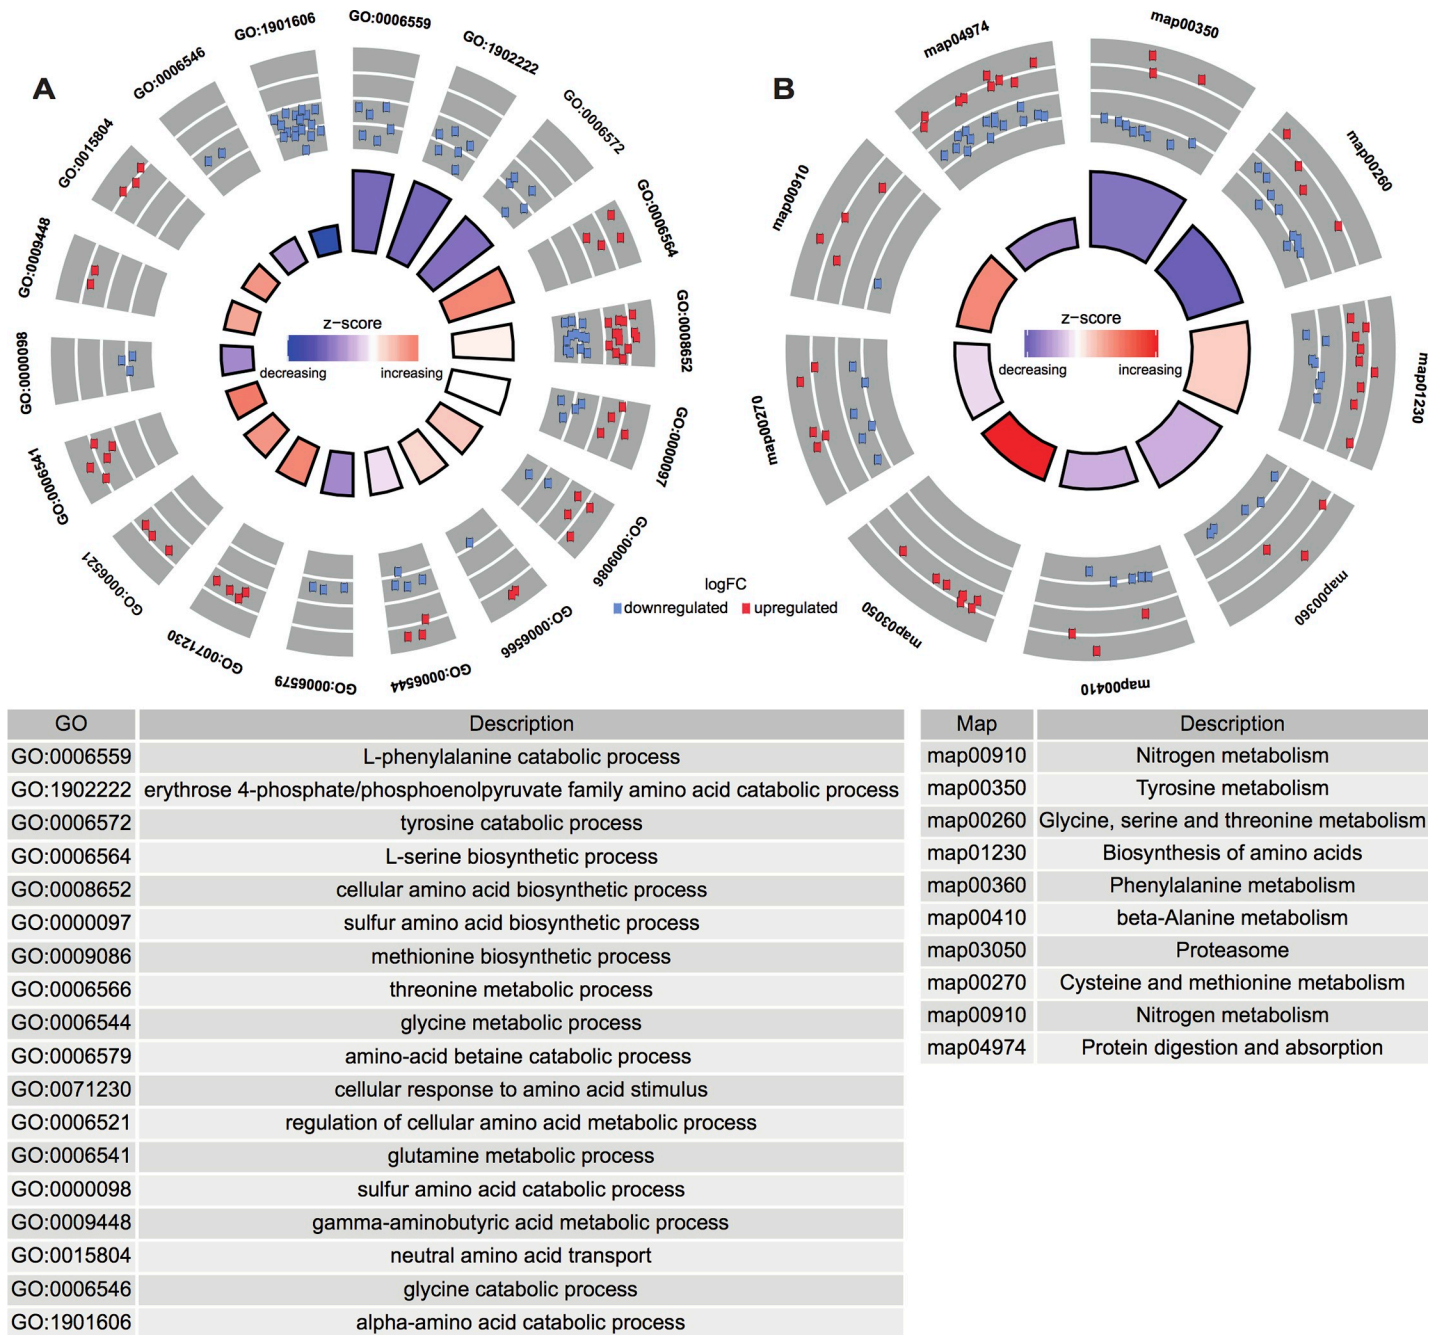 A
GO:0006559
GO:1902222
GO:0006572
GO:0006564
GO:0008652
GO:0000097
GO:0009086
GO:0006566
GO:0006544
GO:0006579
GO:0071230
GO:0006521
GO:0006541
GO:0000098
GO:0009448
GO:0015804
GO:0006546
GO:1901606
z-score
decreasing
increasing
B
map00350
map00260
map01230
map00360
map00410
map03050
map00270
map00910
map04974
z-score
decreasing
increasing
logFC
downregulated upregulated
GO Description
GO:0006559 L-phenylalanine catabolic process
GO:1902222 erythrose 4-phosphate/phosphoenolpyruvate family amino acid catabolic process
GO:0006572 tyrosine catabolic process
GO:0006564 L-serine biosynthetic process
GO:0008652 cellular amino acid biosynthetic process
GO:0000097 sulfur amino acid biosynthetic process
GO:0009086 methionine biosynthetic process
GO:0006566 threonine metabolic process
GO:0006544 glycine metabolic process
GO:0006579 amino-acid betaine catabolic process
GO:0071230 cellular response to amino acid stimulus
GO:0006521 regulation of cellular amino acid metabolic process
GO:0006541 glutamine metabolic process
GO:0000098 sulfur amino acid catabolic process
GO:0009448 gamma-aminobutyric acid metabolic process
GO:0015804 neutral amino acid transport
GO:0006546 glycine catabolic process
GO:1901606 alpha-amino acid catabolic process
Map Description
map00910 Nitrogen metabolism
map00350 Tyrosine metabolism
map00260 Glycine, serine and threonine metabolism
map01230 Biosynthesis of amino acids
map00360 Phenylalanine metabolism
map00410 beta-Alanine metabolism
map03050 Proteasome
map00270 Cysteine and methionine metabolism
map00910 Nitrogen metabolism
map04974 Protein digestion and absorption